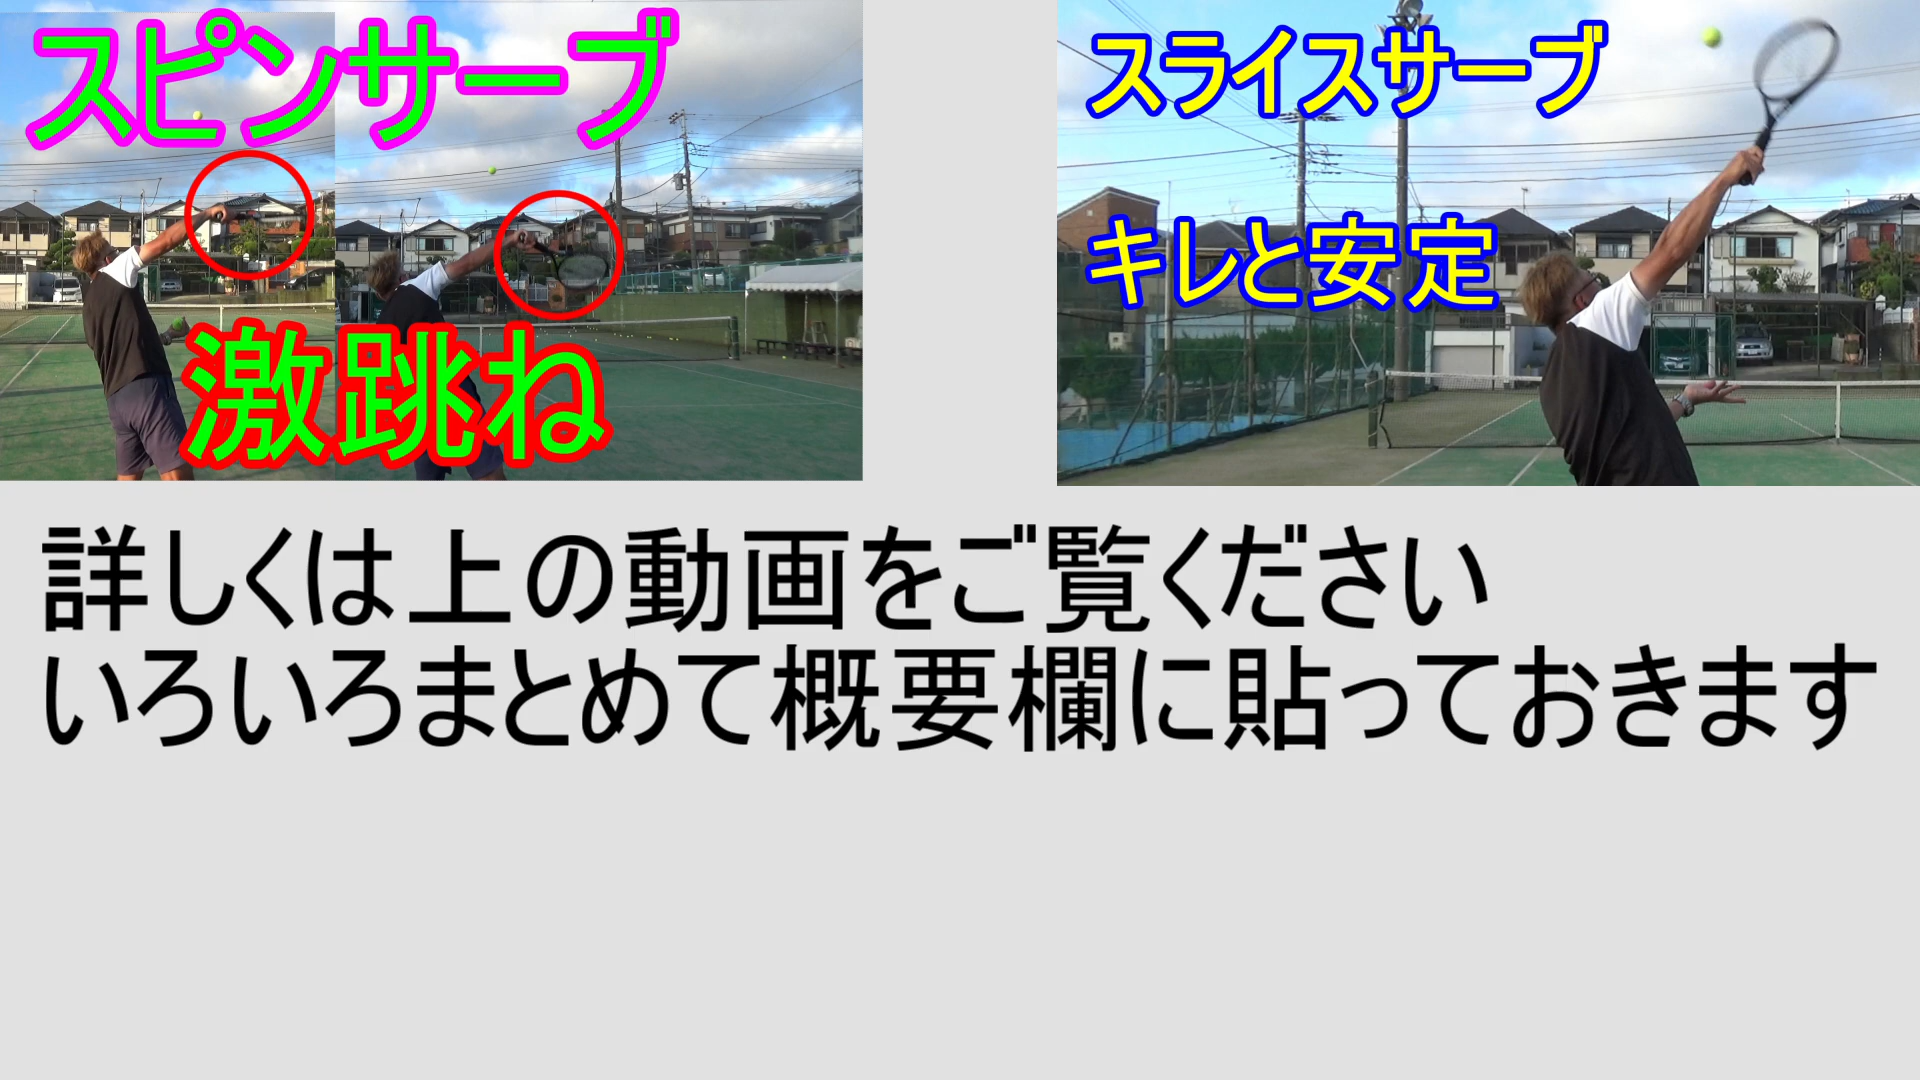 スピンサーブ
激跳ね
スライスサーブ
キレと安定
詳しくは上の動画をご覧ください
いろいろまとめて概要欄に貼っておきます